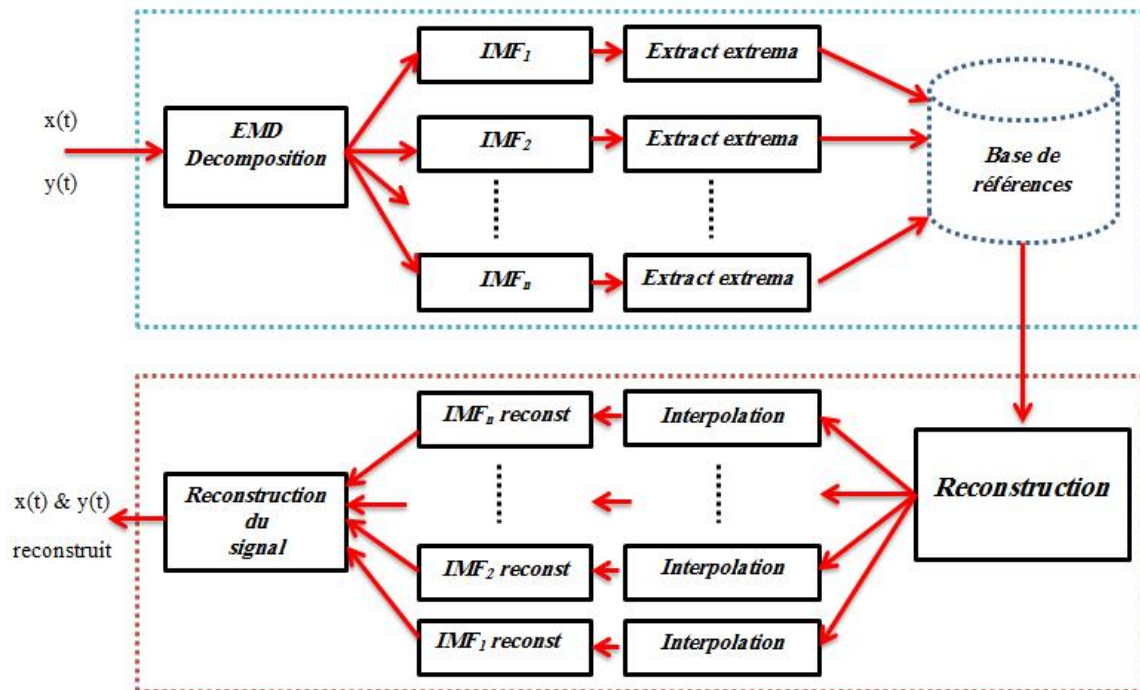 x(t)
y(t)
EMD
Decomposition
IMF1
Extract extrema
IMF2
Extract extrema
IMFn
Extract extrema
Base de
référénces
IMFn reconst
Interpolation
Reconstruction
Reconstruction
du
signal
x(t) & y(t)
reconstruit
IMF2 reconst
Interpolation
IMF1 reconst
Interpolation